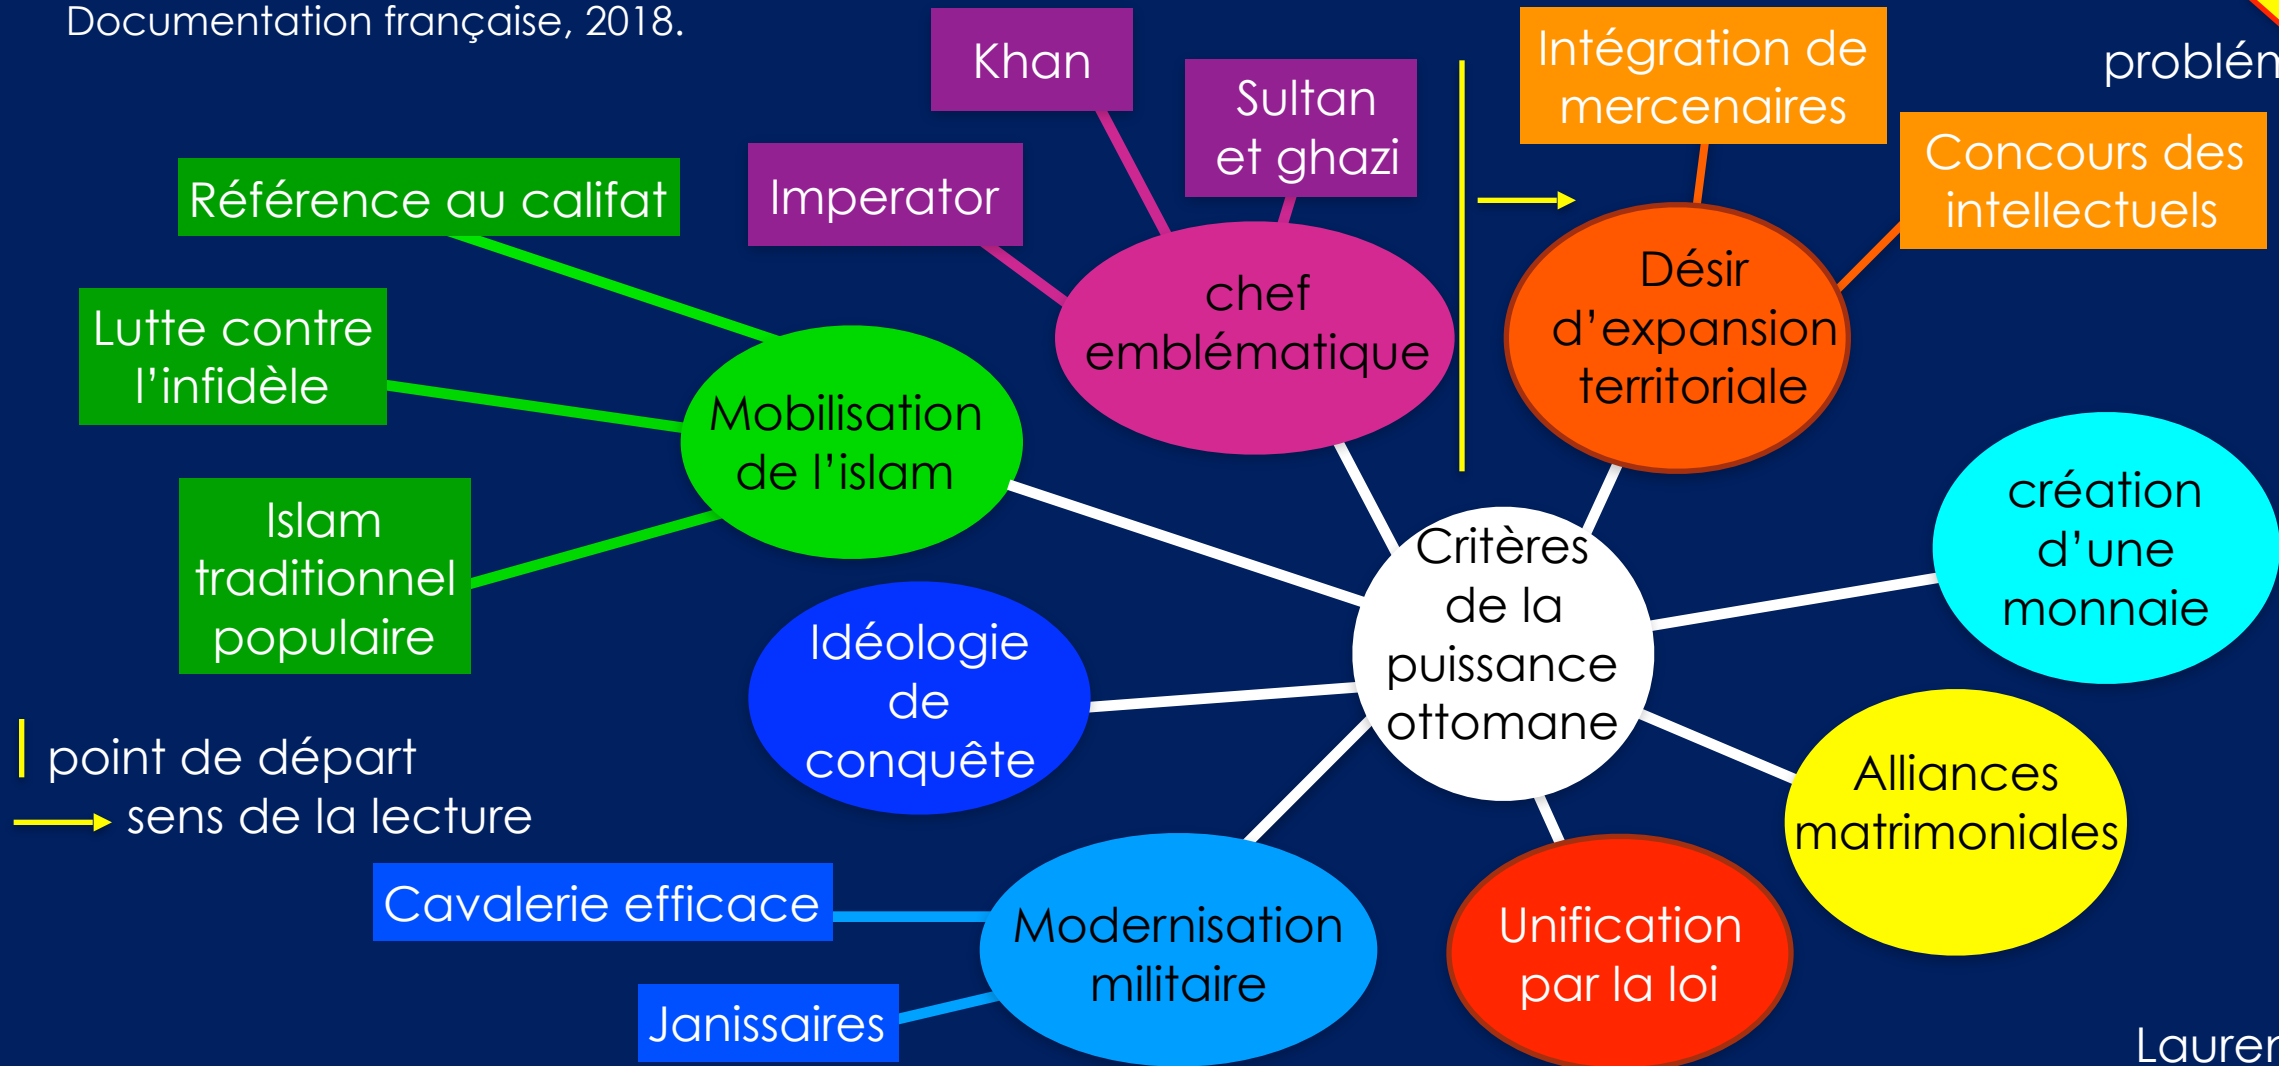 Documentation française, 2018.
Khan
Sultan
et ghazi
Imperator
Intégration de
mercenaires
Concours des
intellectuels
Référence au califat
Lutte contre
l'infidèle
Islam
traditionnel
populaire
Mobilisation
de l'islam
chef
emblématique
Désir
d'expansion
territoriale
création
d'une
monnaie
Critères
de la
puissance
ottomane
Idéologie
de
conquête
Alliances
matrimoniales
point de départ
sens de la lecture
Cavalerie efficace
Janissaires
Modernisation
militaire
Unification
par la loi